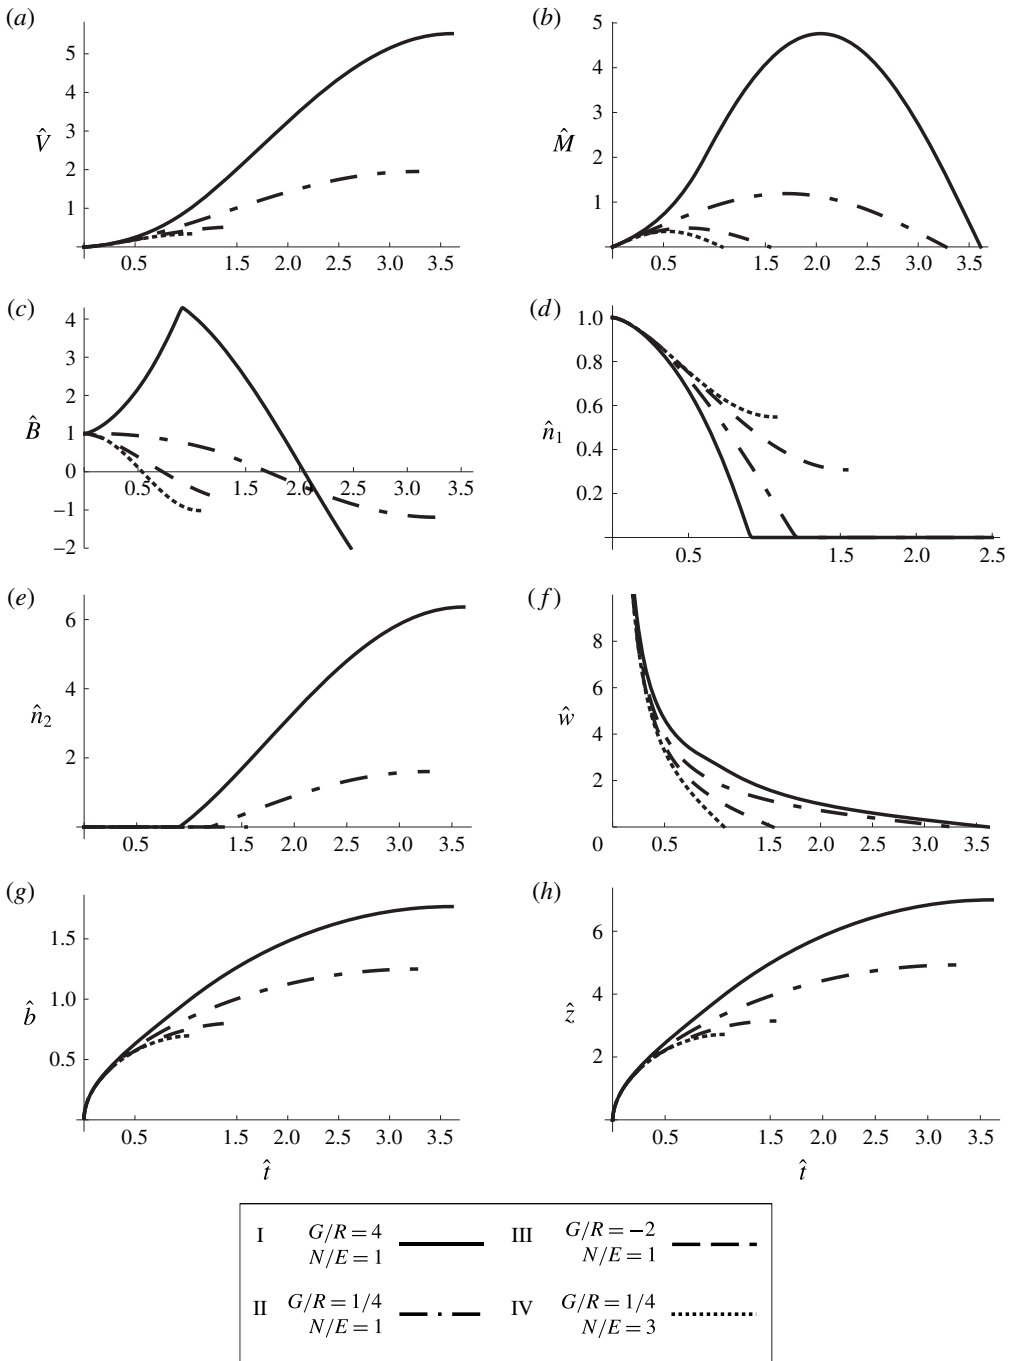 (a)
5
4
3
2
1
V̂
0.5 1.5 2.0 2.5 3.0 3.5
(b)
5
4
3
2
1
M̂
0.5 1.5 2.0 2.5 3.0 3.5
(c)
4
3
2
1
0
−1
−2
B̂
0.5 1.5 2.0 2.5 3.0 3.5
(d)
1.0
0.8
0.6
0.4
0.2
n̂1
0.5 1.5 2.0 2.5
(e)
6
4
2
n̂2
0.5 1.5 2.0 2.5 3.0 3.5
(f)
8
6
4
2
0
ŵ
0.5 1.5 2.0 2.5 3.0 3.5
(g)
1.5
1.0
0.5
b̂
0.5 1.5 2.0 2.5 3.0 3.5
t̂
(h)
6
4
2
ẑ
0.5 1.5 2.0 2.5 3.0 3.5
t̂
I G/R = 4
N/E = 1
III G/R = −2
N/E = 1
II G/R = 1/4
N/E = 1
IV G/R = 1/4
N/E = 3